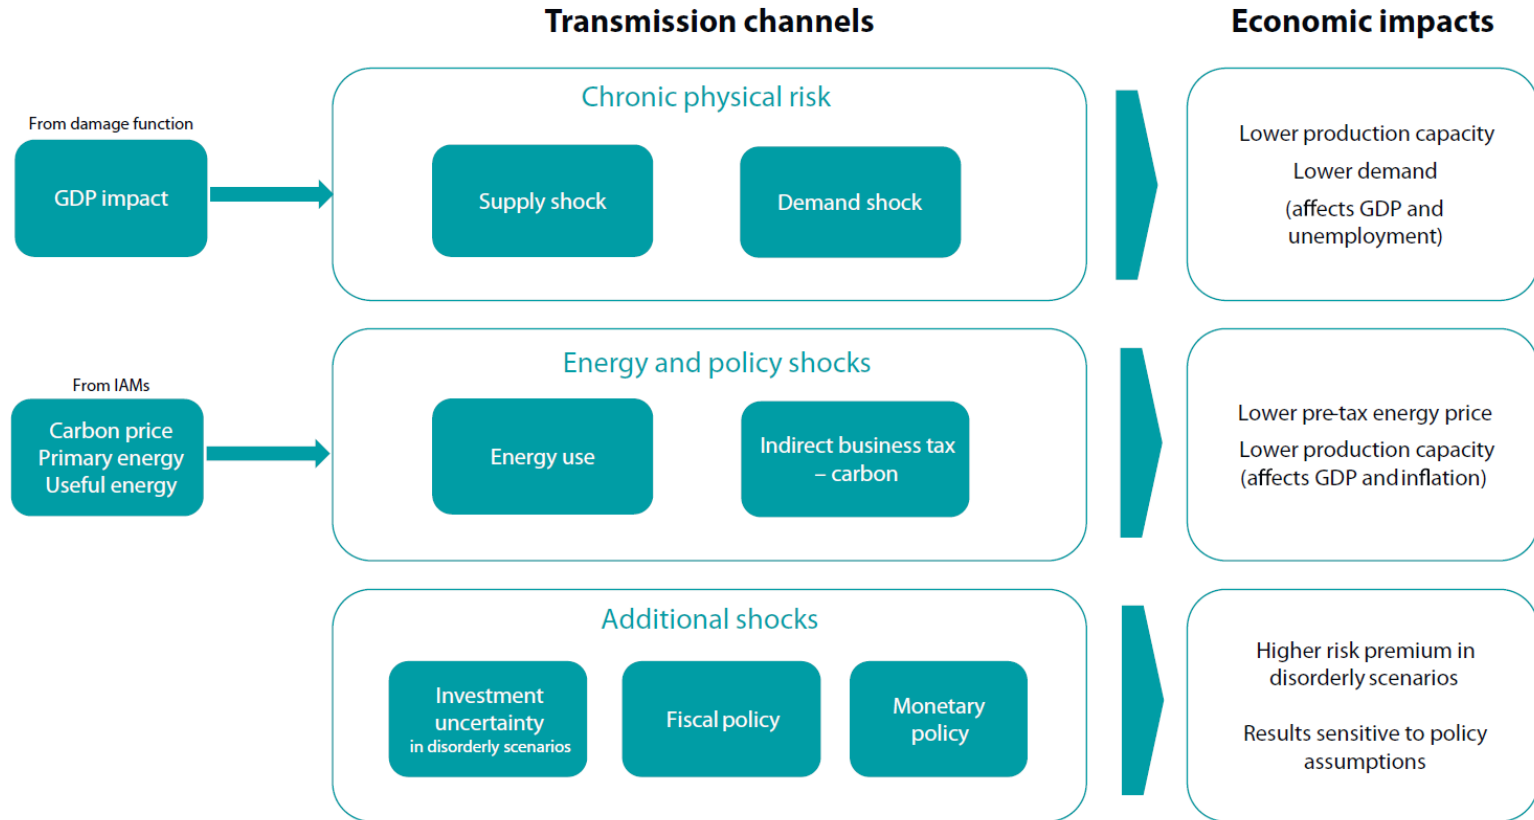 Transmission channels
Economic impacts
Chronic physical risk
From damage function
GDP impact
Supply shock
Demand shock
Lower production capacity
Lower demand
(affects GDP and
unemployment)
Energy and policy shocks
From IAMs
Carbon price
Primary energy
Useful energy
Energy use
Indirect business tax
– carbon
Lower pre-tax energy price
Lower production capacity
(affects GDP and inflation)
Additional shocks
Investment
uncertainty
in disorderly scenarios
Fiscal policy
Monetary
policy
Higher risk premium in
disorderly scenarios
Results sensitive to policy
assumptions